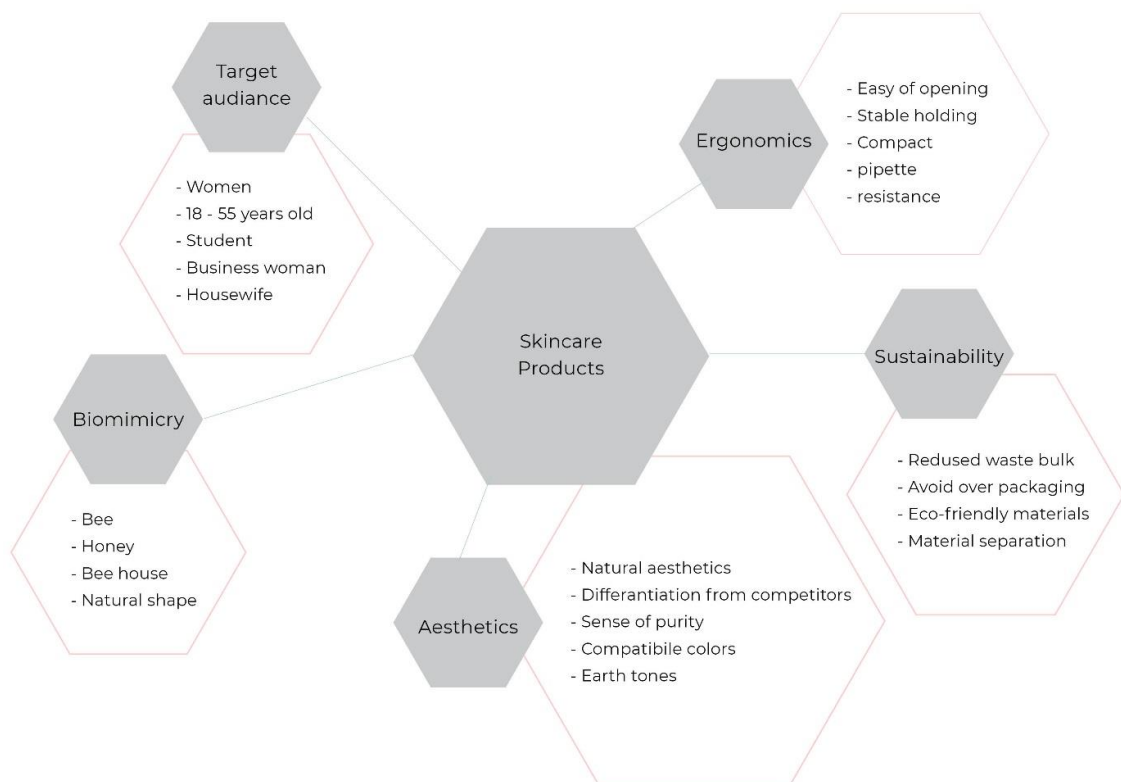 Target
audiance
- Women
- 18 - 55 years old
- Student
- Business woman
- Housewife
Ergonomics
- Easy of opening
- Stable holding
- Compact
- pipette
- resistance
Skincare
Products
Sustainability
- Redused waste bulk
- Avoid over packaging
- Eco-friendly materials
- Material separation
Biomimicry
- Bee
- Honey
- Bee house
- Natural shape
Aesthetics
- Natural aesthetics
- Differantiation from competitors
- Sense of purity
- Compatibile colors
- Earth tones